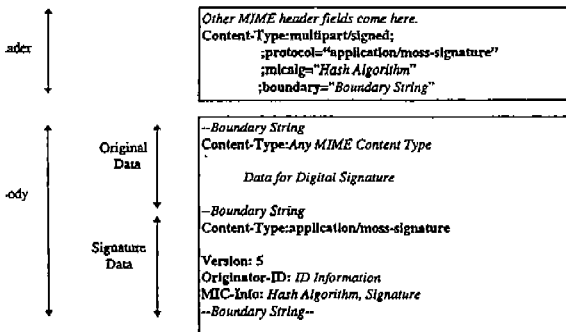 Other MIME header fields come here.
Content-Type:multipart/signed;
;protocol="application/moss-signature"
;micalg="Hash Algorithm"
;boundary="Boundary String"
ader
--Boundary String
Content-Type:Any MIME Content Type
Original
Data
Data for Digital Signature
ody
--Boundary String
Content-Type:application/moss-signature
Signature
Data
Version: 5
Originator-ID: ID Information
MIC-Info: Hash Algorithm, Signature
--Boundary String--